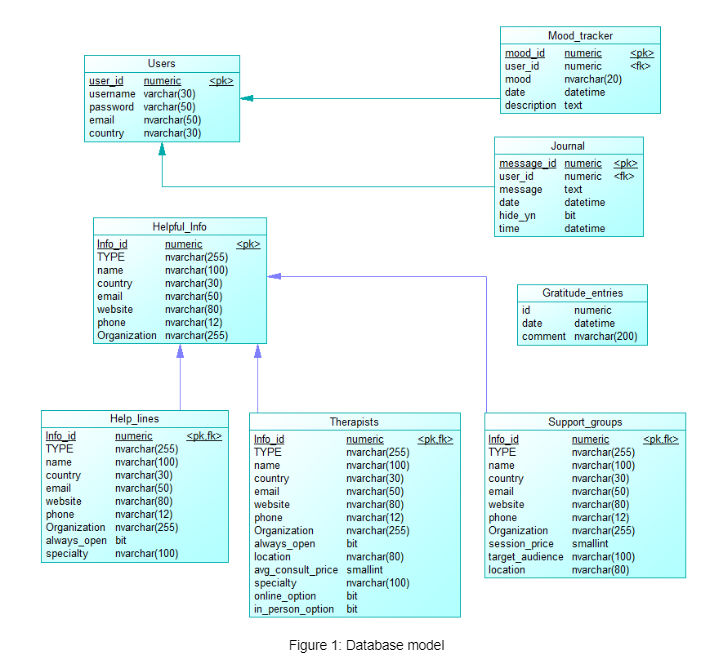 Users
user_id numeric <pk>
username varchar(30)
password varchar(50)
email nvarchar(50)
country nvarchar(30)
Mood_tracker
mood_id numeric <pk>
user_id numeric <fk>
mood nvarchar(20)
date datetime
description text
Journal
message_id numeric <pk>
user_id numeric <fk>
message text
date datetime
hide_yn bit
time datetime
Helpful_Info
Info_id numeric <pk>
TYPE nvarchar(255)
name nvarchar(100)
country nvarchar(30)
email nvarchar(50)
website nvarchar(80)
phone nvarchar(12)
Organization nvarchar(255)
Gratitude_entries
id numeric
date datetime
comment nvarchar(200)
Help_lines
Info_id numeric <pk,fk>
TYPE nvarchar(255)
name nvarchar(100)
country nvarchar(30)
email nvarchar(50)
website nvarchar(80)
phone nvarchar(12)
Organization nvarchar(255)
always_open bit
specialty nvarchar(100)
Therapists
Info_id numeric <pk,fk>
TYPE nvarchar(255)
name nvarchar(100)
country nvarchar(30)
email nvarchar(50)
website nvarchar(80)
phone nvarchar(12)
Organization nvarchar(255)
always_open bit
location nvarchar(80)
avg_consult_price smallint
specialty nvarchar(100)
online_option bit
in_person_option bit
Support_groups
Info_id numeric <pk,fk>
TYPE nvarchar(255)
name nvarchar(100)
country nvarchar(30)
email nvarchar(50)
website nvarchar(80)
phone nvarchar(12)
Organization nvarchar(255)
session_price smallint
target_audience nvarchar(100)
location nvarchar(80)
Figure 1: Database model